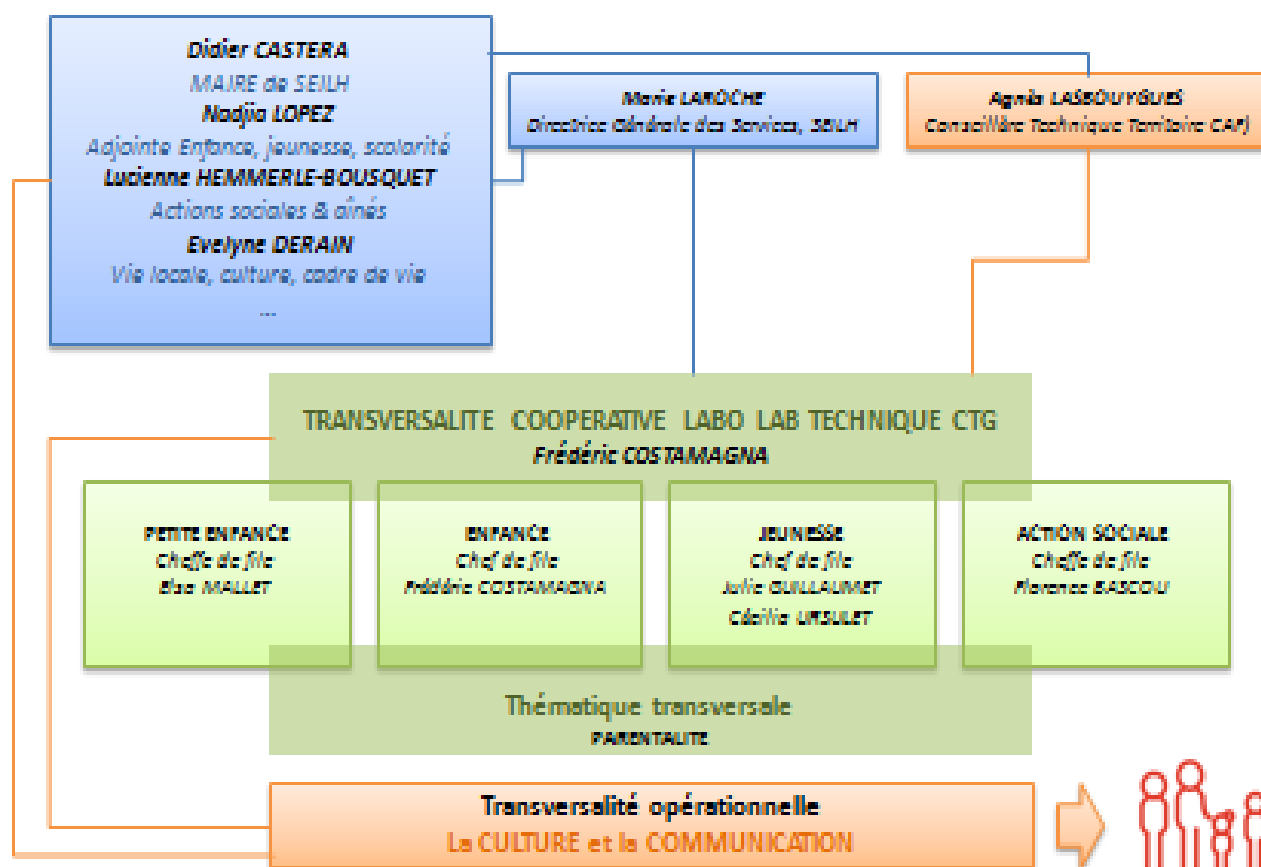 Didier CASTERA
MAIRE de SEILH
Nadjia LOPEZ
Adjointe Enfance, jeunesse, scolarité
Lucienne HEMMERLE-BOUSQUET
Actions sociales & aînés
Evelyne DERAIN
Vie locale, culture, cadre de vie
...
Marie LAROCHE
Directrice Générale des Services, SEILH
Agnès LASBOUYGUES
Conseillère Technique Territoire CAF)
TRANSVERSALITE COOPERATIVE LABO LAB TECHNIQUE CTG
Frédéric COSTAMAGNA
PETITE ENFANCE
Cheffe de file
Elsa MALLET
ENFANCE
Chef de file
Frédéric COSTAMAGNA
JEUNESSE
Chef de file
Julie GUILLAUMET
Cécilia URSULET
ACTION SOCIALE
Cheffe de file
Florence BASCOU
Thématique transversale
PARENTALITE
Transversalité opérationnelle
La CULTURE et la COMMUNICATION